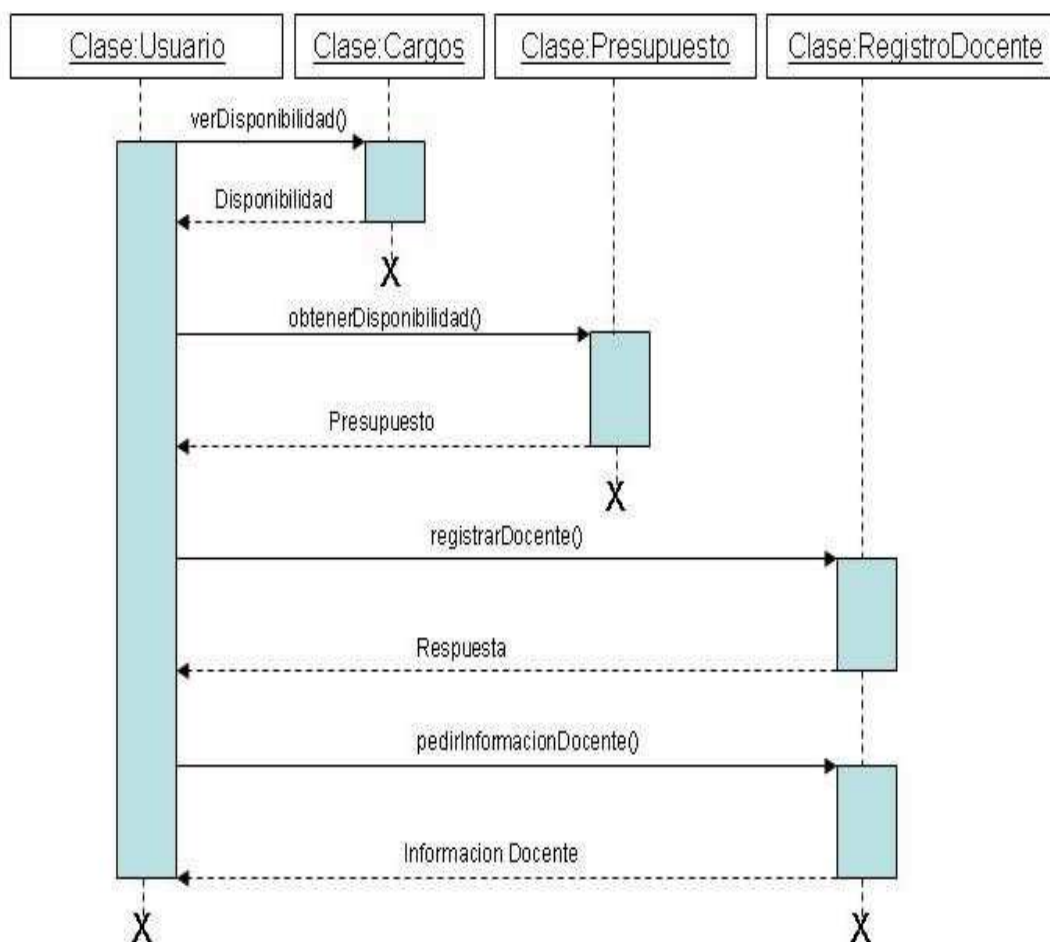 Clase:Usuario
Clase:Cargos
Clase:Presupuesto
Clase:RegistroDocente
verDisponibilidad()
Disponibilidad
X
obtenerDisponibilidad()
Presupuesto
X
registrarDocente()
Respuesta
pedirInformacionDocente()
Informacion Docente
X
X